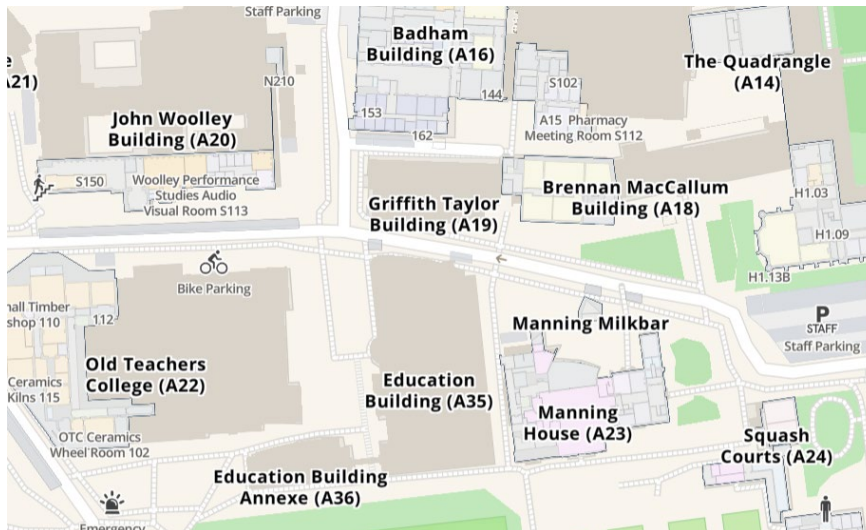 Staff Parking
Badham
Building (A16)
The Quadrangle
(A14)
A21)
N210
S102
144
153
162
John Woolley
Building (A20)
A15 Pharmacy
Meeting Room S112
S150
Woolley Performance
Studies Audio
Visual Room S113
Griffith Taylor
Building (A19)
Brennan MacCallum
Building (A18)
H1.03
H1.09
H1.13B
Bike Parking
P
STAFF
Staff Parking
Timber
shop 110
112
Manning Milkbar
Old Teachers
College (A22)
Ceramics
Kilns 115
Education
Building (A35)
Manning
House (A23)
OTC Ceramics
Wheel Room 102
Squash
Courts (A24)
Education Building
Annexe (A36)
Emergency